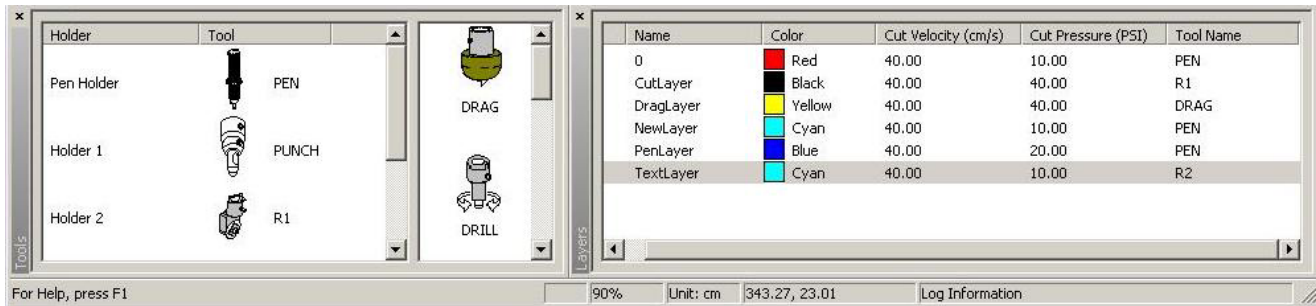 Holder Tool
Pen Holder PEN
Holder 1 PUNCH
Holder 2 R1
Tools
DRAG
DRILL
Name Color Cut Velocity (cm/s) Cut Pressure (PSI) Tool Name
0 Red 40.00 10.00 PEN
CutLayer Black 40.00 40.00 R1
DragLayer Yellow 40.00 40.00 DRAG
NewLayer Cyan 40.00 10.00 PEN
PenLayer Blue 40.00 20.00 PEN
TextLayer Cyan 40.00 10.00 R2
Layers
For Help, press F1 90% Unit: cm 343.27, 23.01 Log Information